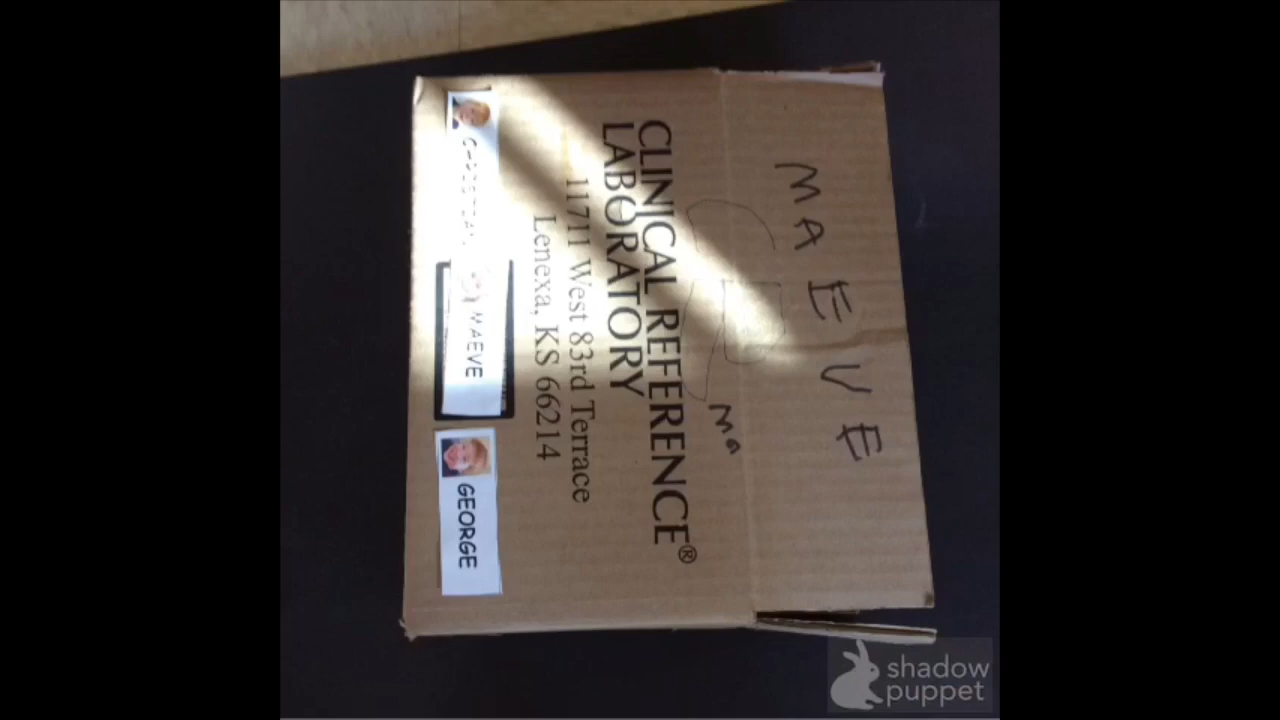 MAEVE
Ma
CLINICAL REFERENCE®
LABORATORY
11711 West 83rd Terrace
Lenexa, KS 66214
MAEVE
GEORGE
shadow
puppet